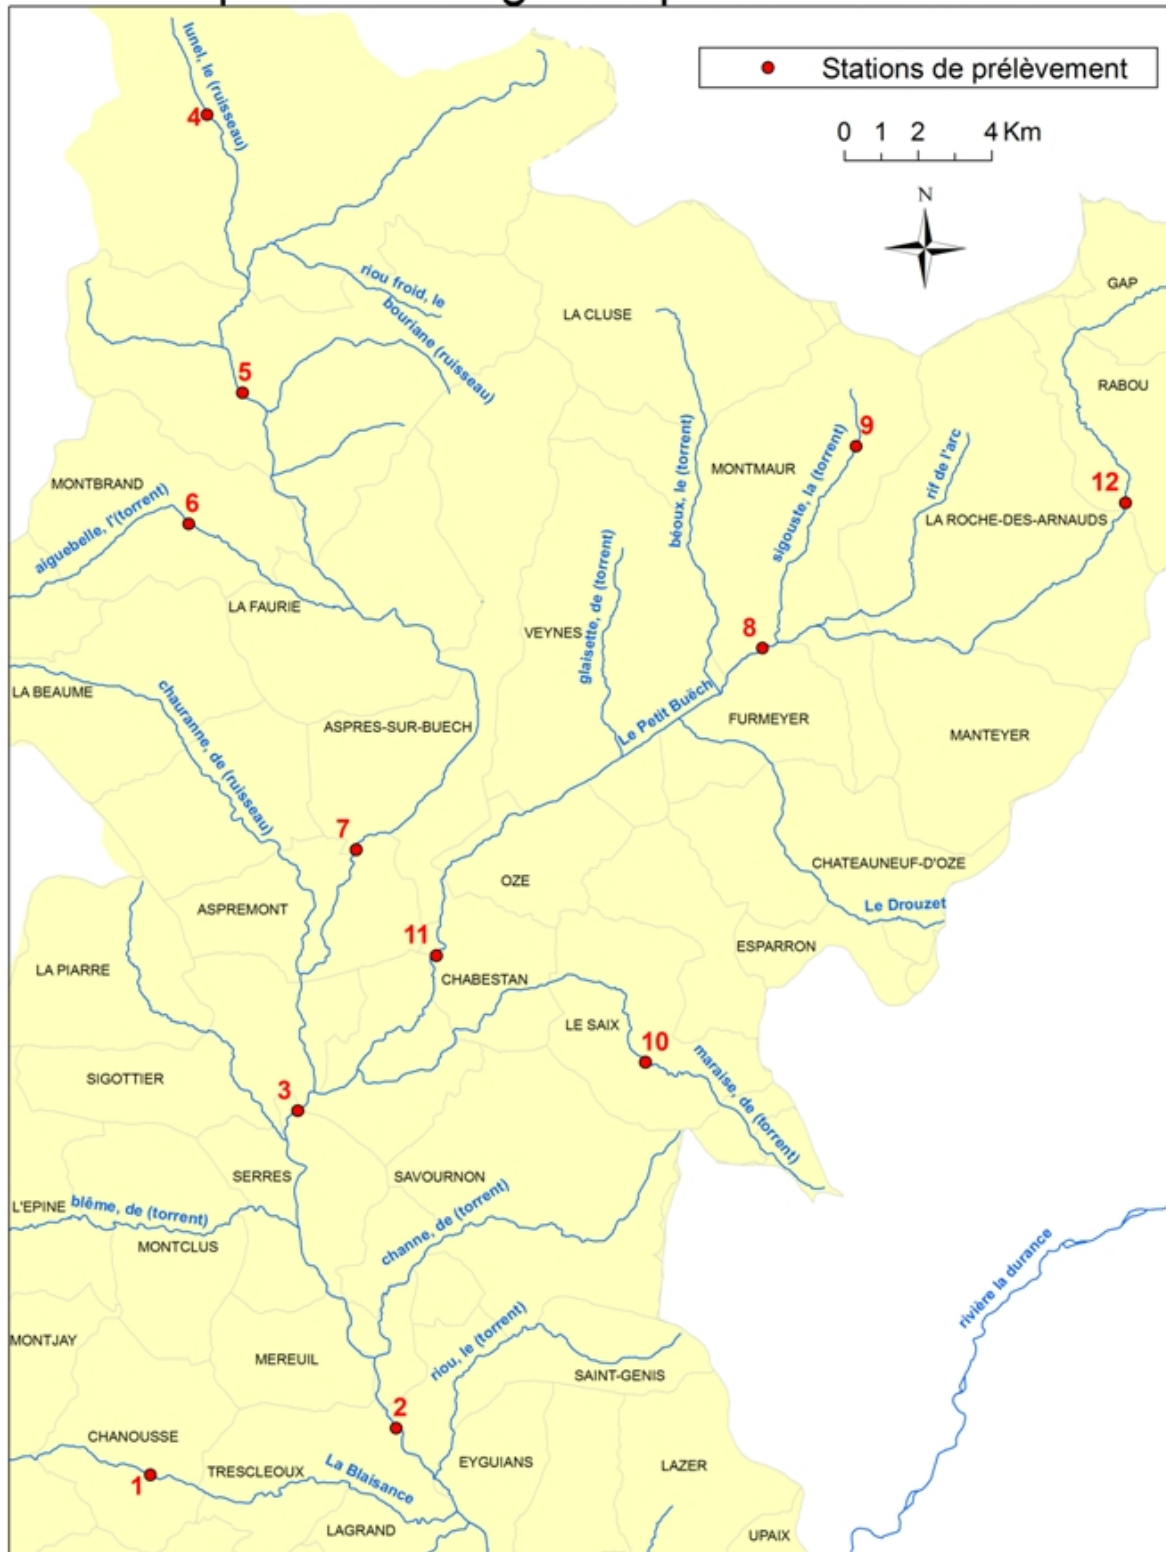 Stations de prélèvement
0 1 2 4 Km
N
lunel, le (ruisseau)
4
GAP
riou froid, le
LA CLUSE
bouriane (ruisseau)
5
RABOU
9
béoux, le (torrent)
MONTMAUR
sigouste, la (torrent)
rif de l'arc
MONTBRAND
12
6
aiguebelle, l'(torrent)
LA ROCHE-DES-ARNAUDS
glaisette, de (torrent)
LA FAURIE
VEYNES
8
LA BEAUME
chauranne, de (ruisseau)
Le Petit Buëch
FURMEYER
ASPRES-SUR-BUECH
MANTEYER
7
CHATEAUNEUF-D'OZE
OZE
Le Drouzet
ASPREMONT
11
ESPARRON
LA PIARRE
CHABESTAN
LE SAIX
10
maraise, de (torrent)
SIGOTTIER
3
SERRES
SAVOURNON
L'EPINE
blême, de (torrent)
channe, de (torrent)
MONTCLUS
rivière la durance
MONTJAY
MEREUIL
riou, le (torrent)
SAINT-GENIS
2
CHANOUSSE
EYGUIANS
LAZER
1
TRESCLEOUX
La Blaisance
LAGRAND
UPAIX